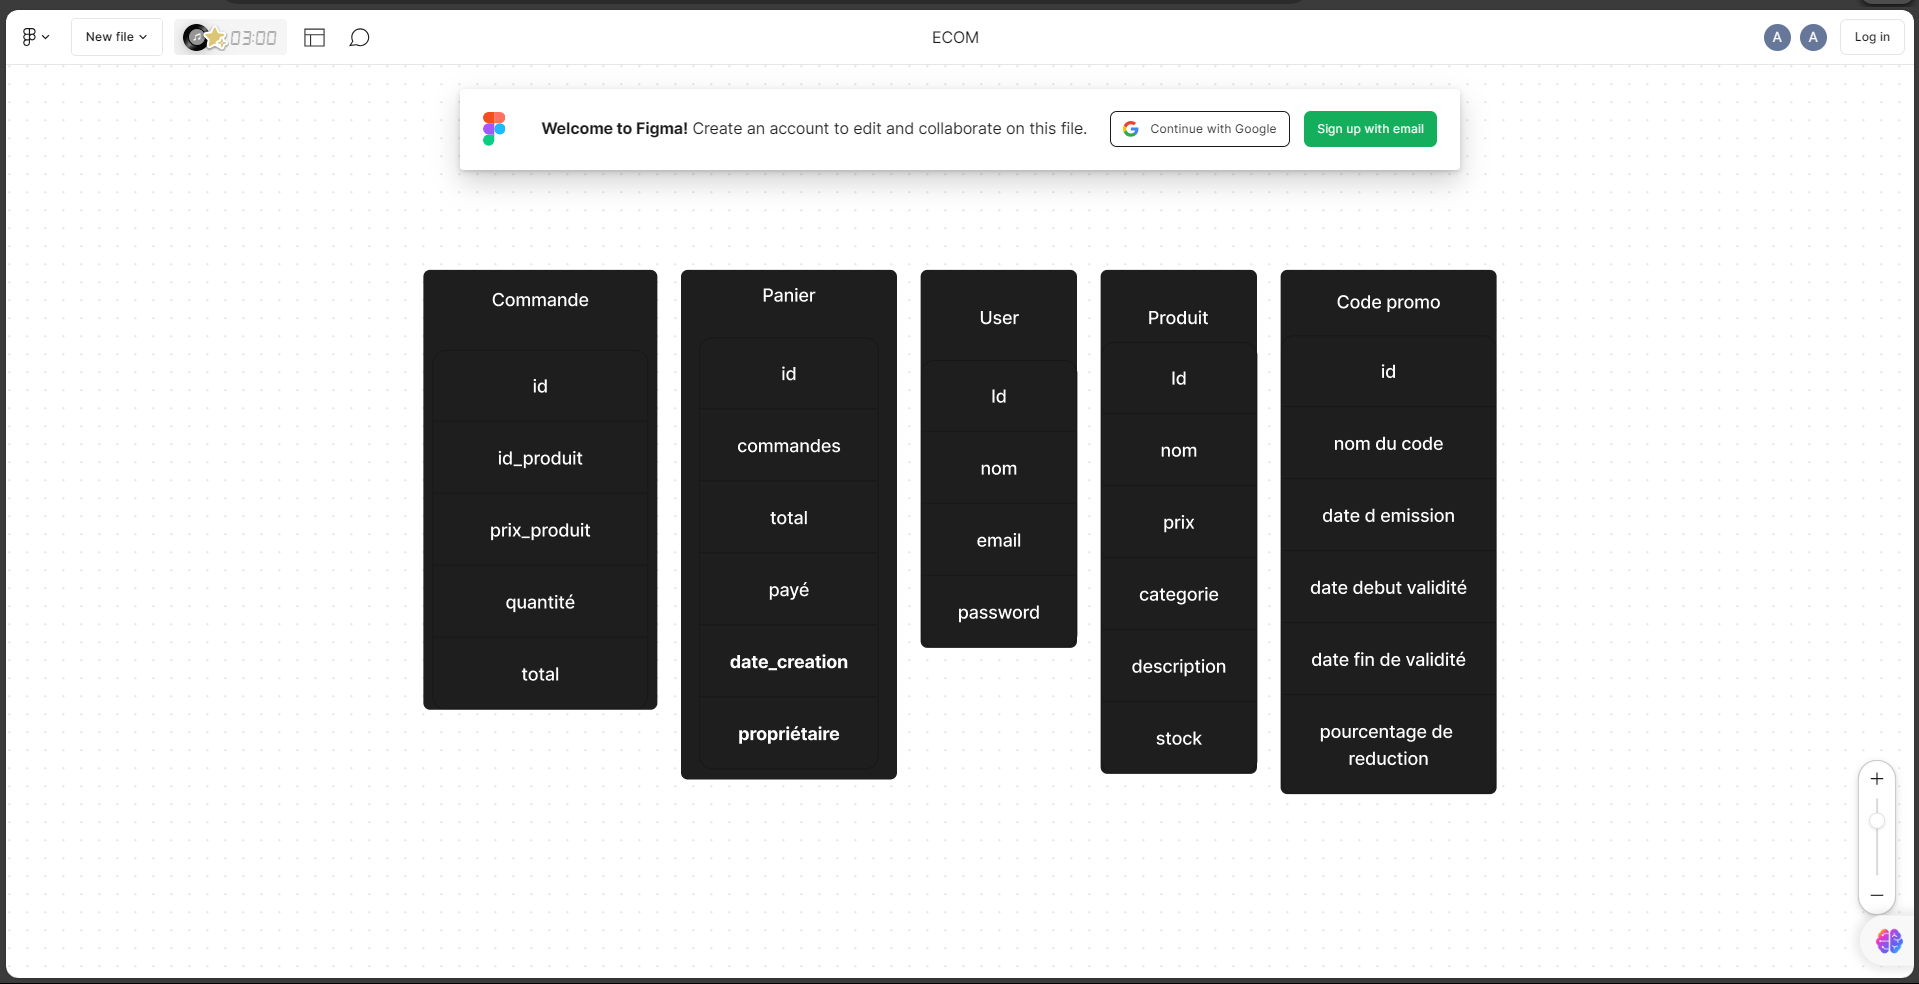 New file
03:00
ECOM
A
A
Log in
Welcome to Figma! Create an account to edit and collaborate on this file.
Continue with Google
Sign up with email
Commande
id
id_produit
prix_produit
quantité
total
Panier
id
commandes
total
payé
date_creation
propriétaire
User
Id
nom
email
password
Produit
Id
nom
prix
categorie
description
stock
Code promo
id
nom du code
date d emission
date debut validité
date fin de validité
pourcentage de
reduction